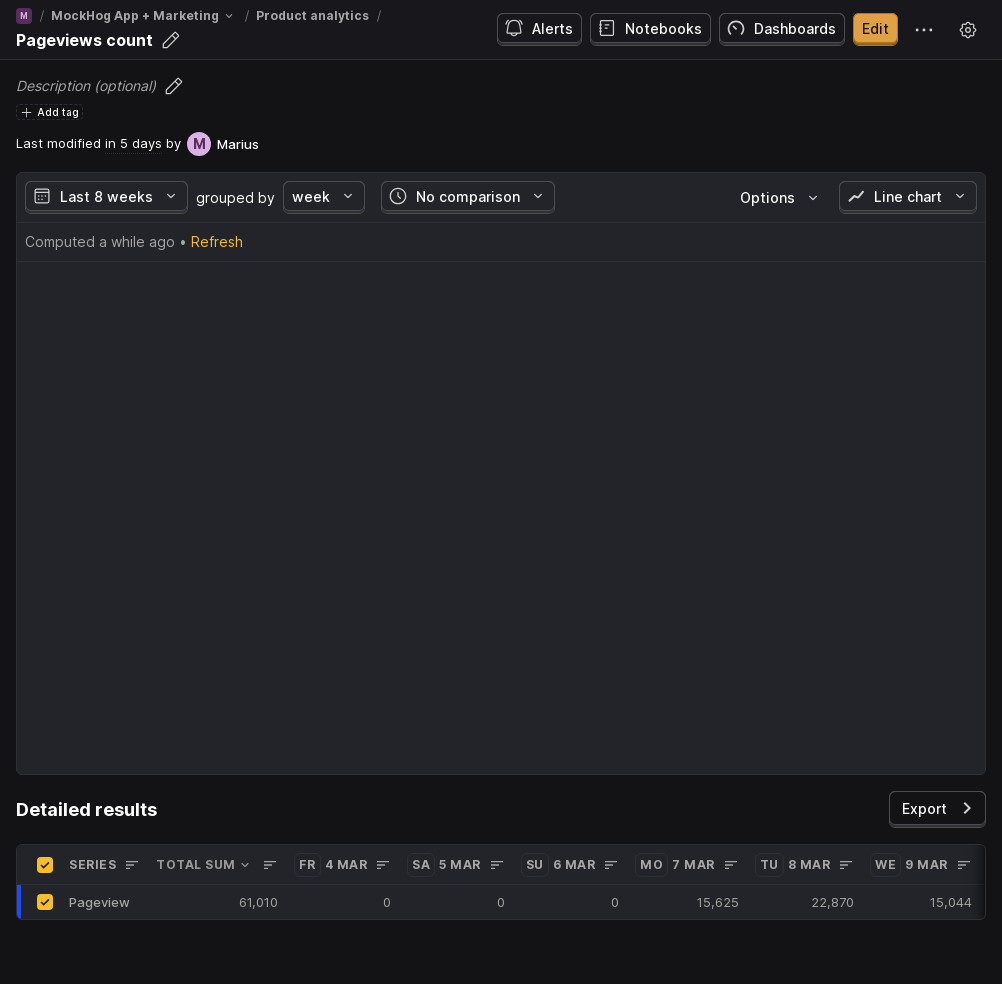 M / MockHog App + Marketing / Product analytics /
Pageviews count
Alerts Notebooks Dashboards Edit
Description (optional)
Add tag
Last modified in 5 days by M Marius
Last 8 weeks grouped by week No comparison Options Line chart
Computed a while ago • Refresh
Detailed results
Export
SERIES TOTAL SUM FR 4 MAR SA 5 MAR SU 6 MAR MO 7 MAR TU 8 MAR WE 9 MAR
Pageview 61,010 0 0 0 15,625 22,870 15,044